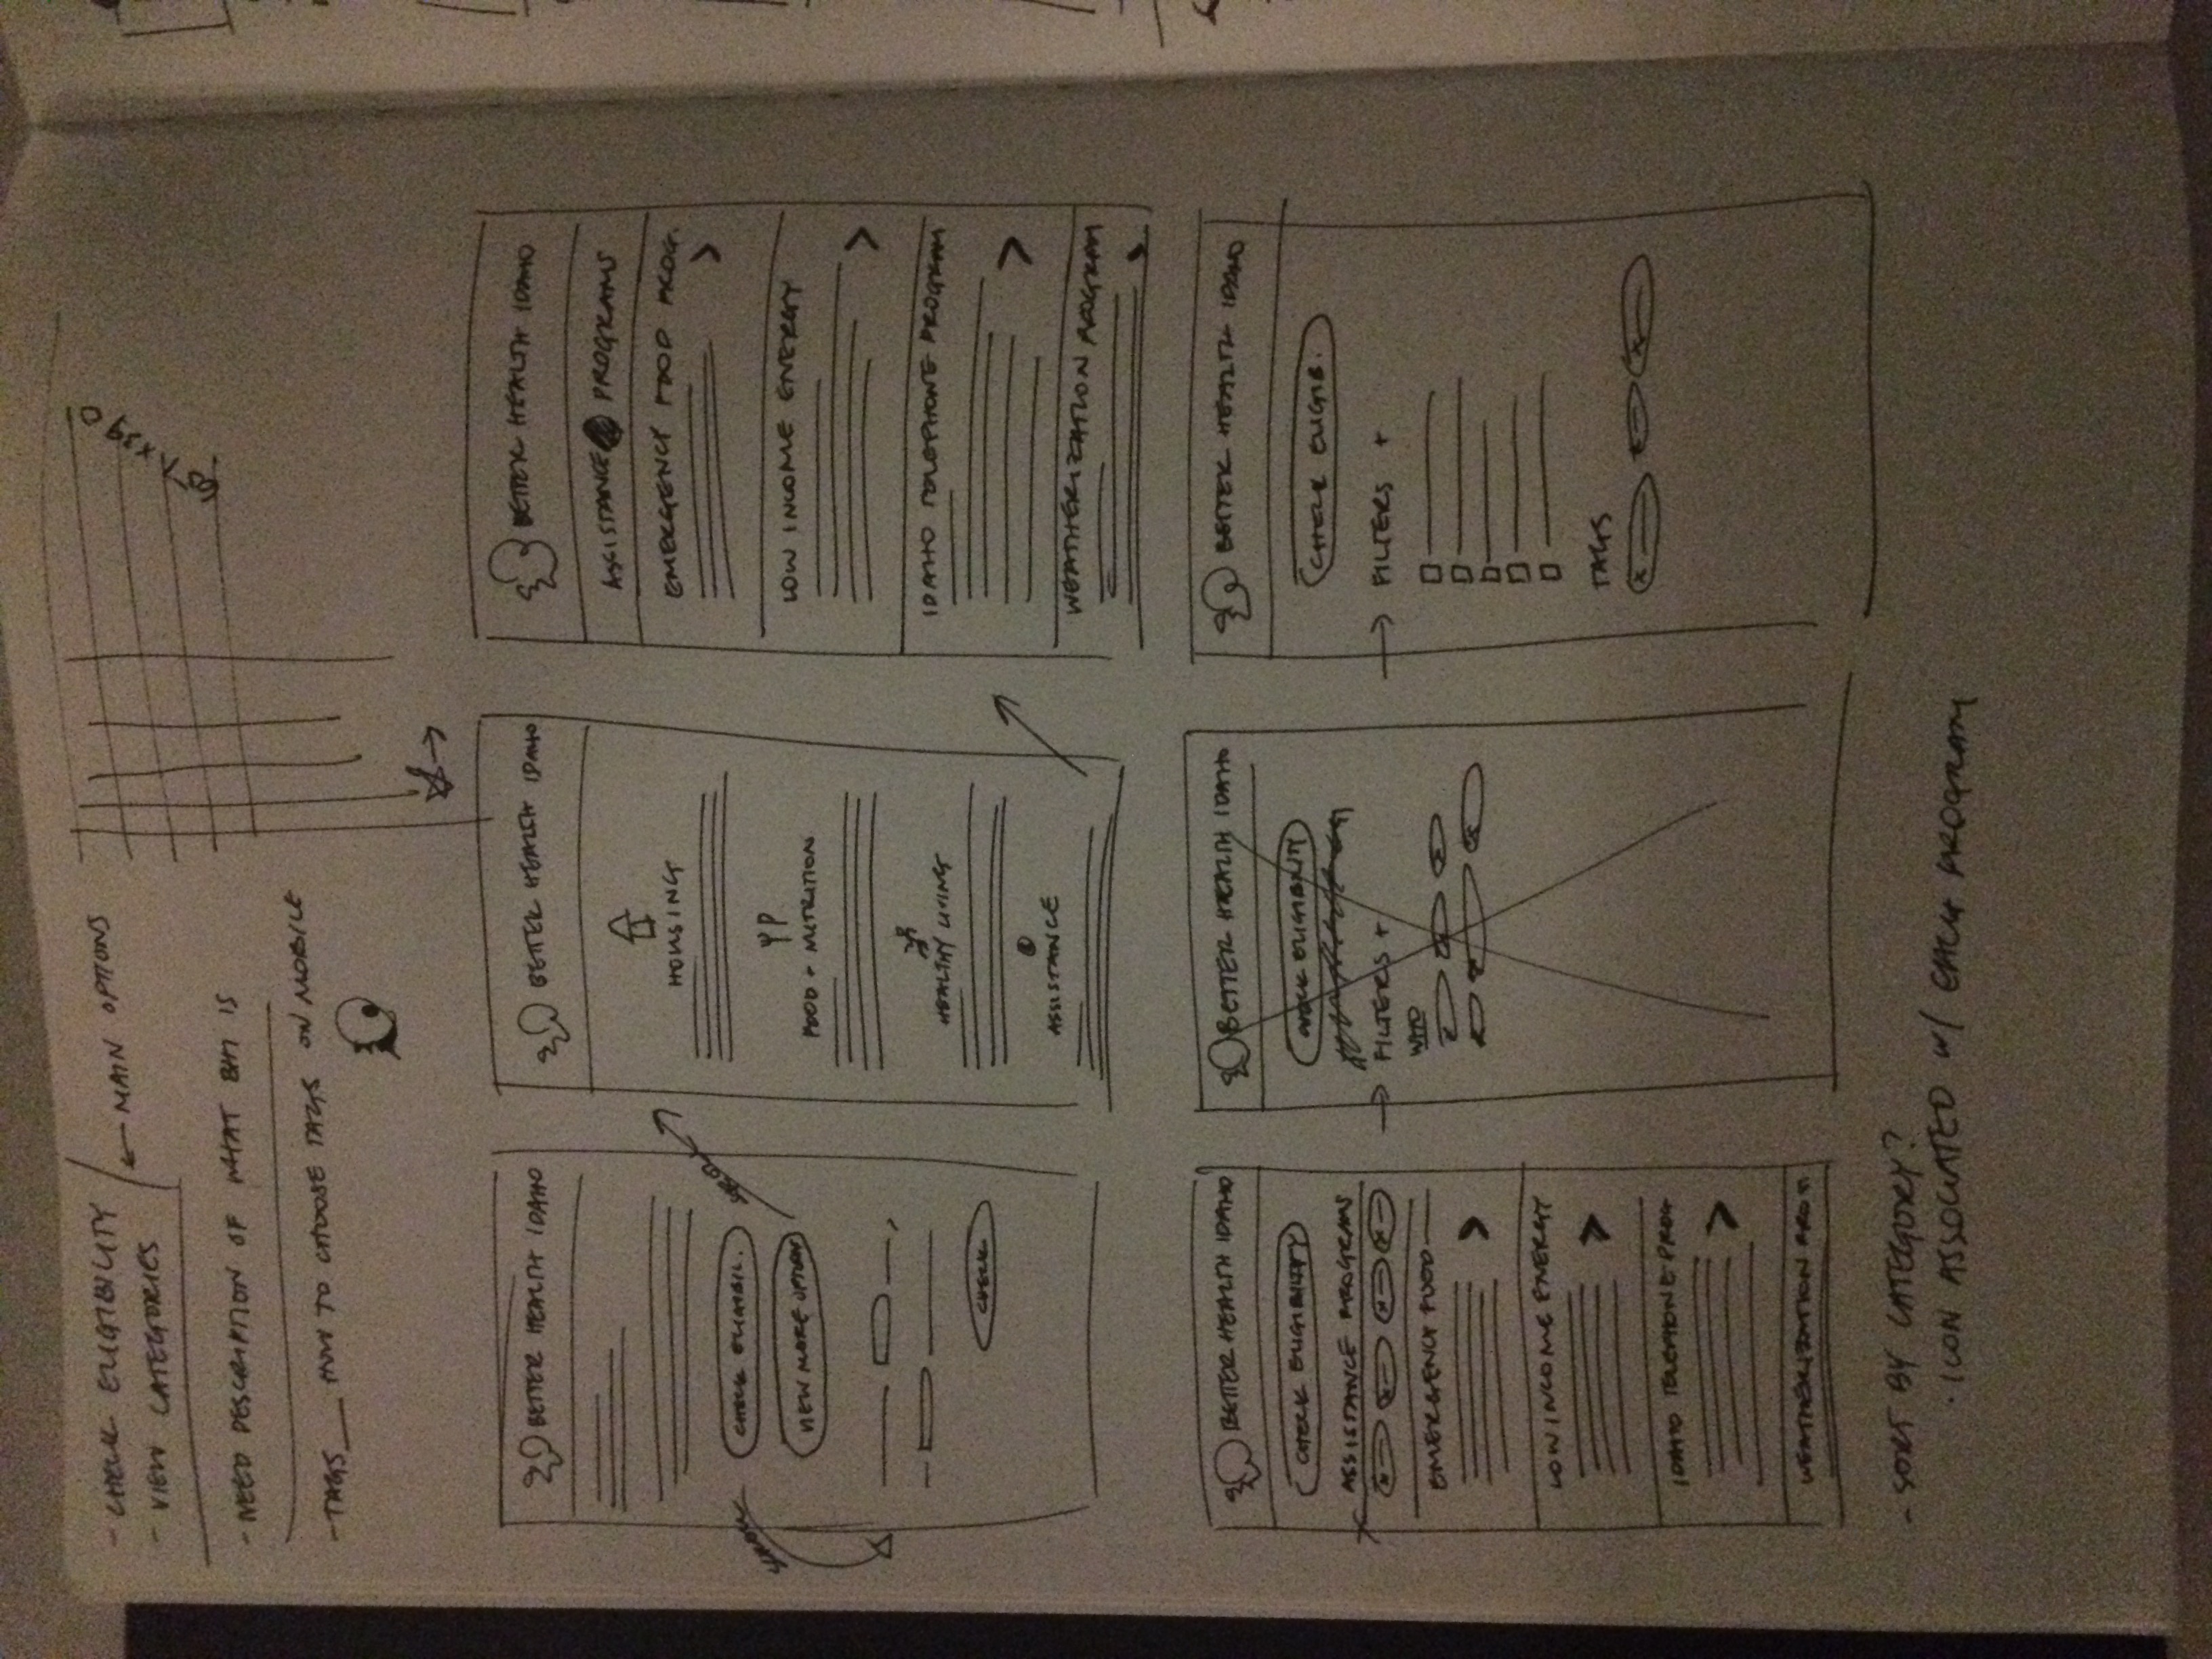 - CHECK ELIGIBILITY
- VIEW CATEGORIES
← MAIN OPTIONS
- NEED DESCRIPTION OF WHAT BHI IS
- TAGS — HOW TO CHOOSE TAGS ON MOBILE
BETTER HEALTH IDAHO
CHECK ELIGIBIL.
VIEW MORE OPTION
CHECK
BETTER HEALTH IDAHO
HOUSING
FOOD + NUTRITION
HEALTHY LIVING
ASSISTANCE
BETTER HEALTH IDAHO
ASSISTANCE PROGRAMS
EMERGENCY FOOD PROG.
LOW INCOME ENERGY
IDAHO TELEPHONE PROGRAM
WEATHERIZATION PROGRAM
BETTER HEALTH IDAHO
CHECK ELIGIBILITY
ASSISTANCE PROGRAMS
EMERGENCY FOOD
LOW INCOME ENERGY
IDAHO TELEPHONE PROG
WEATHERIZATION PROG
BETTER HEALTH IDAHO
CHECK ELIGIBILITY
FILTERS +
WHO
BETTER HEALTH IDAHO
CHECK ELIGIB.
FILTERS +
TAGS
- SORT BY CATEGORY?
· ICON ASSOCIATED W/ EACH PROGRAM